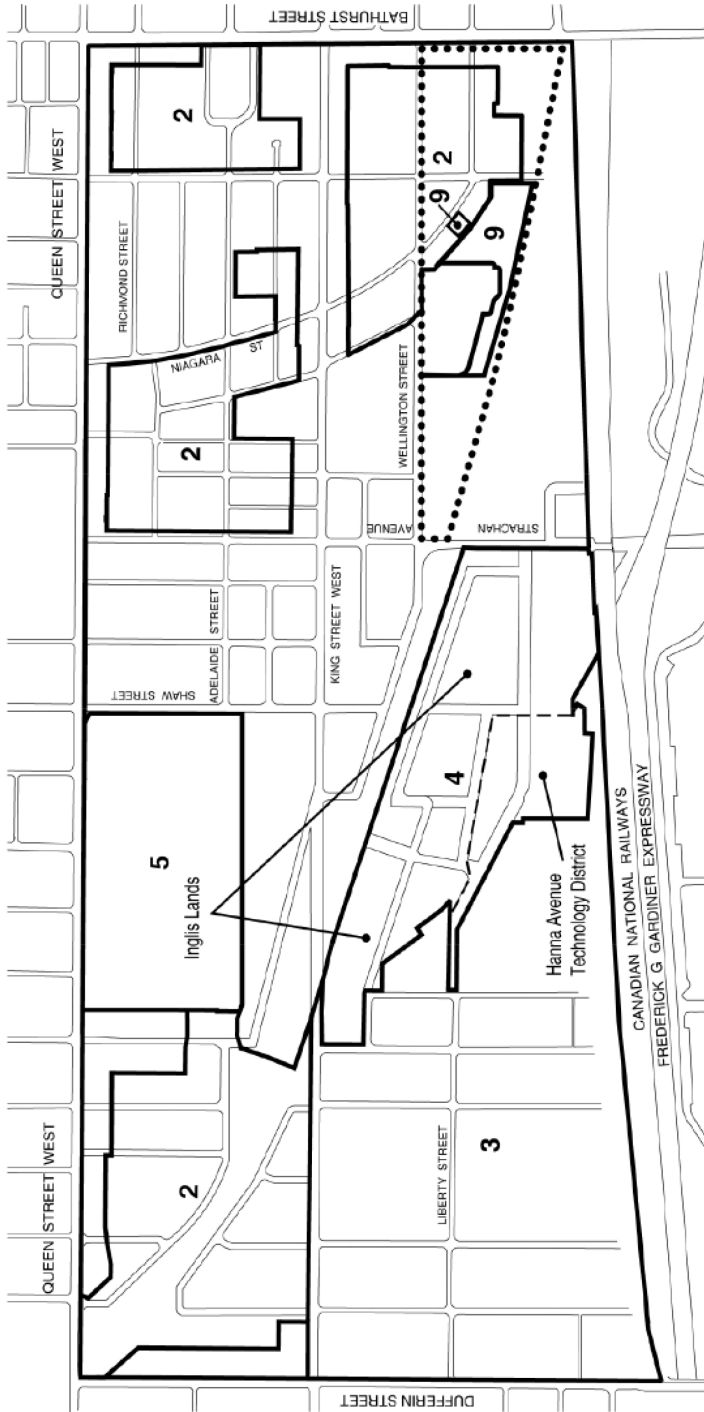 QUEEN STREET WEST
QUEEN STREET WEST
RICHMOND STREET
2
2
2
5
SHAW STREET
ADELAIDE STREET
NIAGARA
ST
Inglis Lands
KING STREET WEST
BATHURST STREET
DUFFERIN STREET
WELLINGTON STREET
AVENUE
STRACHAN
2
9
9
4
LIBERTY STREET
3
Hanna Avenue
Technology District
CANADIAN NATIONAL RAILWAYS
FREDERICK G GARDINER EXPRESSWAY